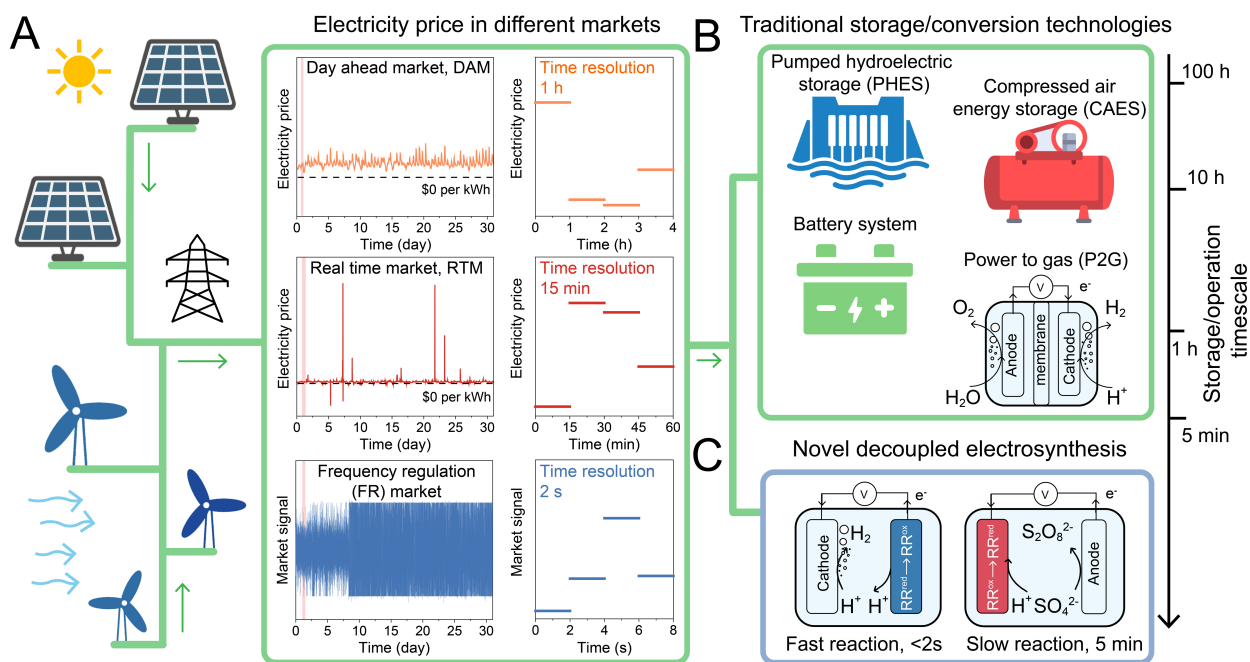 A
Electricity price in different markets
Day ahead market, DAM
Electricity price
$0 per kWh
0 5 10 15 20 25 30
Time (day)
Time resolution
1 h
Electricity price
0 1 2 3 4
Time (h)
Real time market, RTM
Electricity price
$0 per kWh
0 5 10 15 20 25 30
Time (day)
Time resolution
15 min
Electricity price
0 15 30 45 60
Time (min)
Frequency regulation
(FR) market
Market signal
0 5 10 15 20 25 30
Time (day)
Time resolution
2 s
Market signal
0 2 4 6 8
Time (s)
B
Traditional storage/conversion technologies
Pumped hydroelectric
storage (PHES)
Compressed air
energy storage (CAES)
Battery system
Power to gas (P2G)
V
e⁻
O₂
H₂
Anode
membrane
Cathode
H₂O
H⁺
100 h
10 h
1 h
5 min
Storage/operation
timescale
C
Novel decoupled electrosynthesis
V
e⁻
Cathode
H₂
H⁺
H⁺
RRʳᵉᵈ→RRᵒˣ
Fast reaction, <2s
V
e⁻
RRᵒˣ→RRʳᵉᵈ
S₂O₈²⁻
H⁺
SO₄²⁻
Anode
Slow reaction, 5 min